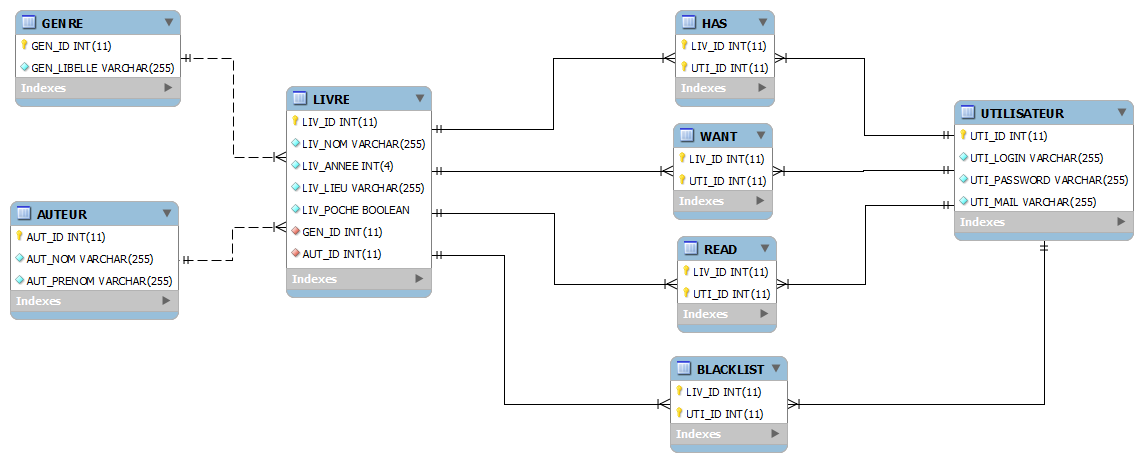 GENRE
GEN_ID INT(11)
GEN_LIBELLE VARCHAR(255)
Indexes
AUTEUR
AUT_ID INT(11)
AUT_NOM VARCHAR(255)
AUT_PRENOM VARCHAR(255)
Indexes
LIVRE
LIV_ID INT(11)
LIV_NOM VARCHAR(255)
LIV_ANNEE INT(4)
LIV_LIEU VARCHAR(255)
LIV_POCHE BOOLEAN
GEN_ID INT(11)
AUT_ID INT(11)
Indexes
HAS
LIV_ID INT(11)
UTI_ID INT(11)
Indexes
WANT
LIV_ID INT(11)
UTI_ID INT(11)
Indexes
READ
LIV_ID INT(11)
UTI_ID INT(11)
Indexes
BLACKLIST
LIV_ID INT(11)
UTI_ID INT(11)
Indexes
UTILISATEUR
UTI_ID INT(11)
UTI_LOGIN VARCHAR(255)
UTI_PASSWORD VARCHAR(255)
UTI_MAIL VARCHAR(255)
Indexes